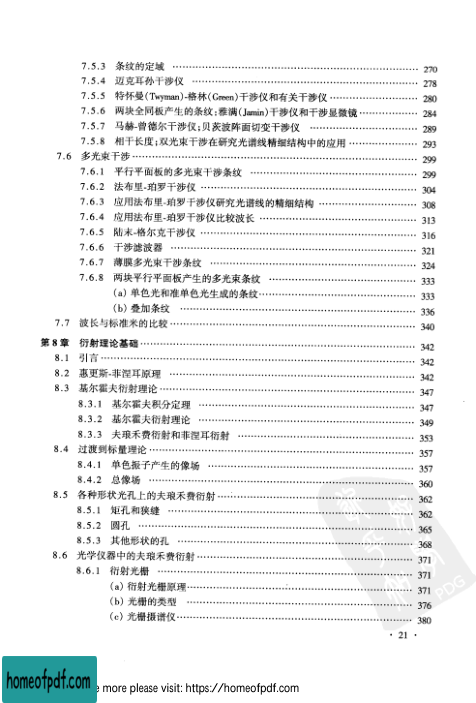 7.5.3 条纹的定域 …… 270
7.5.4 迈克耳孙干涉仪 …… 278
7.5.5 特怀曼(Twyman)-格林(Green)干涉仪和有关干涉仪 …… 280
7.5.6 两块全同板产生的条纹:雅满(Jamin)干涉仪和干涉显微镜 …… 284
7.5.7 马赫-曾德尔干涉仪;贝茨波阵面切变干涉仪 …… 289
7.5.8 相干长度;双光束干涉在研究光谱线精细结构中的应用 …… 293
7.6 多光束干涉 …… 299
7.6.1 平行平面板的多光束干涉条纹 …… 299
7.6.2 法布里-珀罗干涉仪 …… 304
7.6.3 应用法布里-珀罗干涉仪研究光谱线的精细结构 …… 308
7.6.4 应用法布里-珀罗干涉仪比较波长 …… 313
7.6.5 陆末-格尔克干涉仪 …… 316
7.6.6 干涉滤波器 …… 321
7.6.7 薄膜多光束干涉条纹 …… 324
7.6.8 两块平行平面板产生的多光束条纹 …… 333
(a) 单色光和准单色光生成的条纹 …… 333
(b) 叠加条纹 …… 336
7.7 波长与标准米的比较 …… 340
第8章 衍射理论基础 …… 342
8.1 引言 …… 342
8.2 惠更斯-菲涅耳原理 …… 342
8.3 基尔霍夫衍射理论 …… 347
8.3.1 基尔霍夫积分定理 …… 347
8.3.2 基尔霍夫衍射理论 …… 349
8.3.3 夫琅禾费衍射和菲涅耳衍射 …… 353
8.4 过渡到标量理论 …… 357
8.4.1 单色振子产生的像场 …… 357
8.4.2 总像场 …… 360
8.5 各种形状光孔上的夫琅禾费衍射 …… 362
8.5.1 矩孔和狭缝 …… 362
8.5.2 圆孔 …… 365
8.5.3 其他形状的孔 …… 368
8.6 光学仪器中的夫琅禾费衍射 …… 371
8.6.1 衍射光栅 …… 371
(a) 衍射光栅原理 …… 371
(b) 光栅的类型 …… 376
(c) 光栅摄谱仪 …… 380
· 21 ·
PDG
homeofpdf.com
more please visit: https://homeofpdf.com